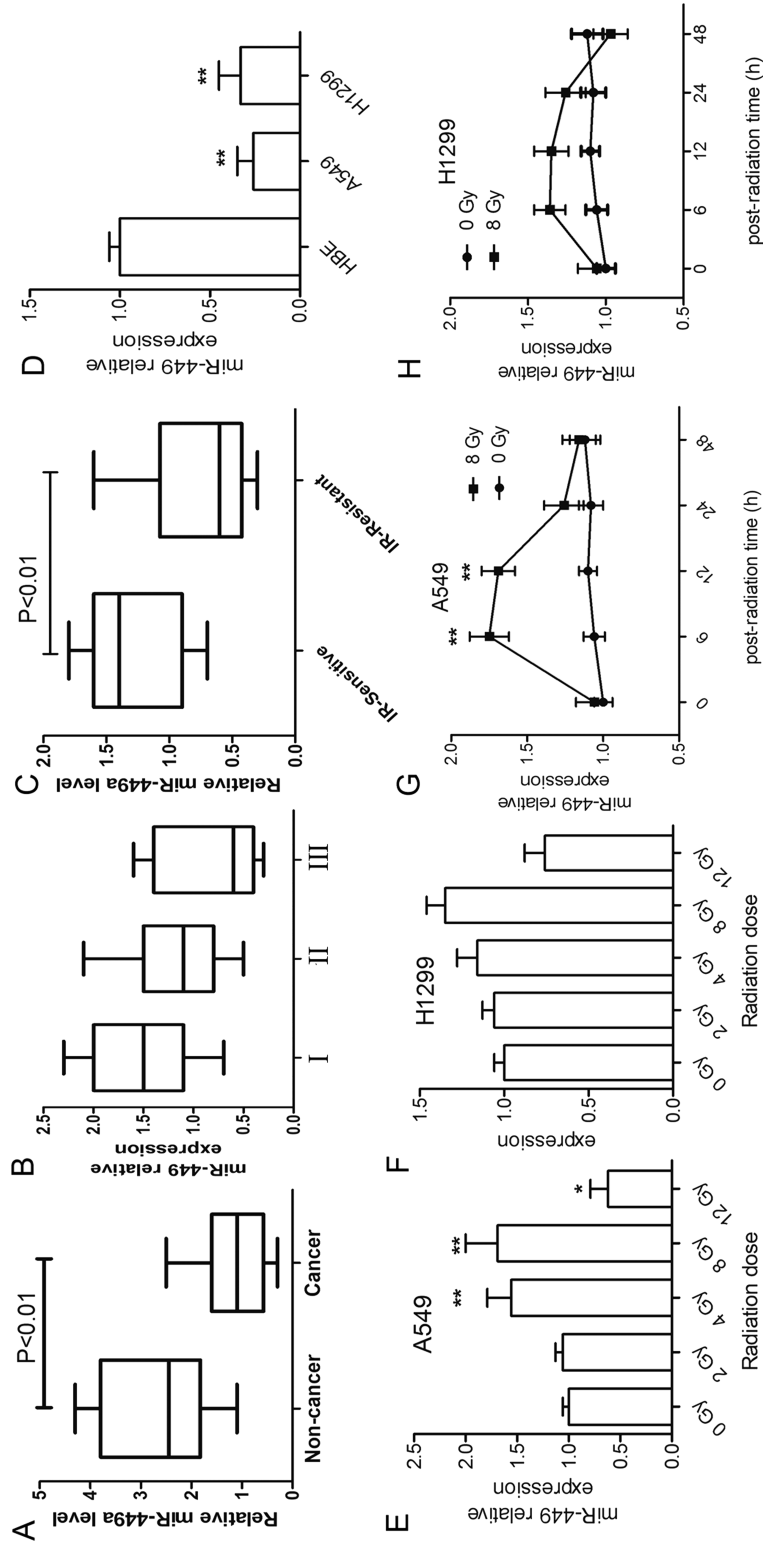 A
Relative miR-449a level
5
4
3
2
1
0
P<0.01
Non-cancer
Cancer
B
miR-449 relative
expression
2.5
2.0
1.5
1.0
0.5
0.0
I
II
III
C
Relative miR-449a level
2.0
1.5
1.0
0.5
0.0
P<0.01
IR-Sensitive
IR-Resistant
D
miR-449 relative
expression
1.5
1.0
0.5
0.0
**
**
HBE
A549
H1299
E
miR-449 relative
expression
2.5
2.0
1.5
1.0
0.5
0.0
A549
**
**
*
0 Gy
2 Gy
4 Gy
8 Gy
12 Gy
Radiation dose
F
miR-449 relative
expression
1.5
1.0
0.5
0.0
H1299
0 Gy
2 Gy
4 Gy
8 Gy
12 Gy
Radiation dose
G
miR-449 relative
expression
2.0
1.5
1.0
0.5
A549
**
**
8 Gy
0 Gy
0
6
12
24
48
post-radiation time (h)
H
miR-449 relative
expression
2.0
1.5
1.0
0.5
H1299
0 Gy
8 Gy
0
6
12
24
48
post-radiation time (h)